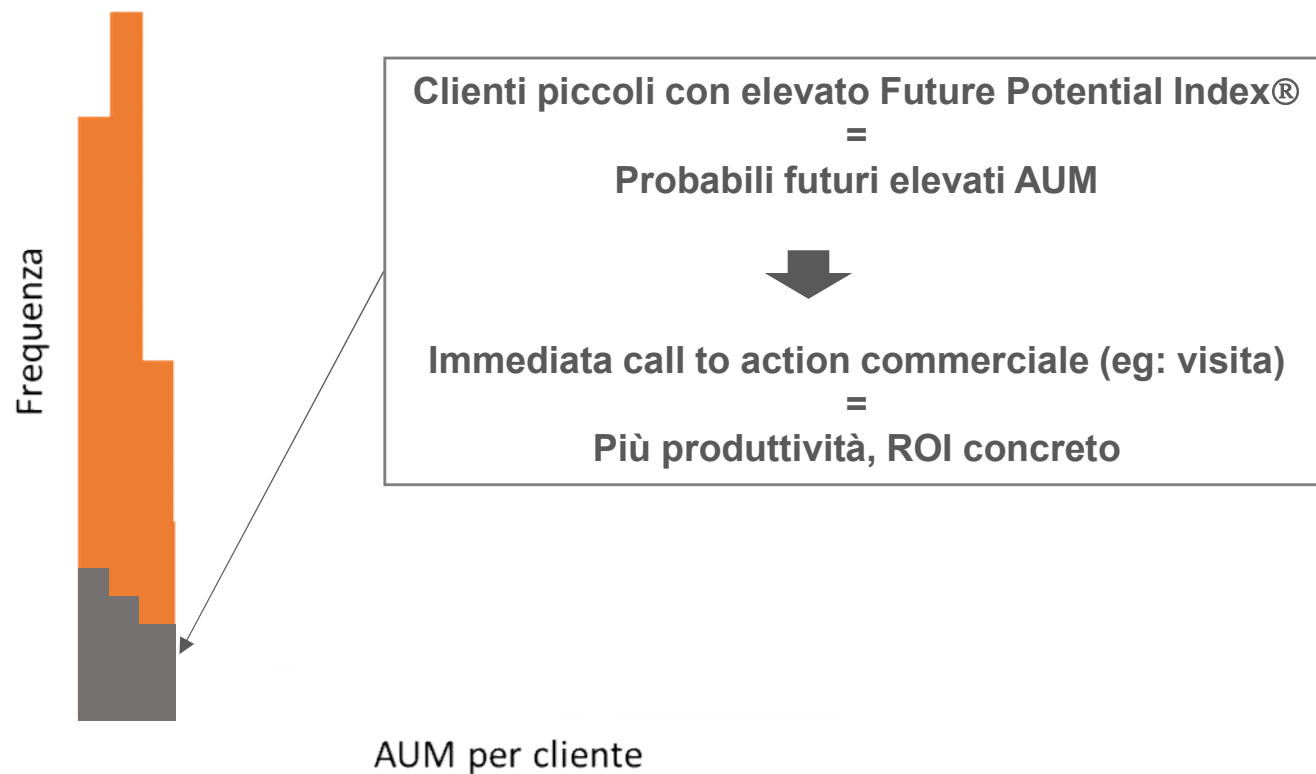 Clienti piccoli con elevato Future Potential Index®
=
Probabili futuri elevati AUM
Immediata call to action commerciale (eg: visita)
=
Più produttività, ROI concreto
Frequenza
AUM per cliente